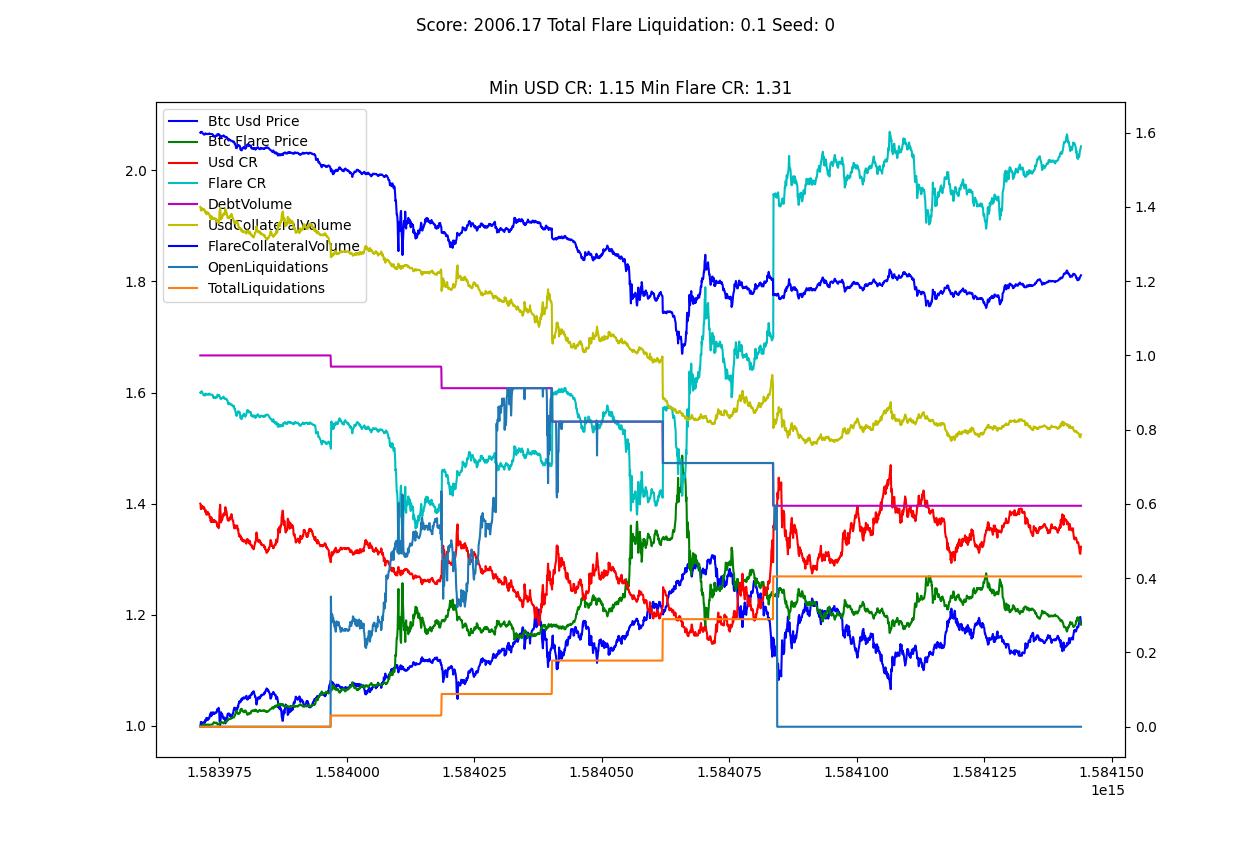 Score: 2006.17 Total Flare Liquidation: 0.1 Seed: 0
Min USD CR: 1.15 Min Flare CR: 1.31
Btc Usd Price
Btc Flare Price
Usd CR
Flare CR
DebtVolume
UsdCollateralVolume
FlareCollateralVolume
OpenLiquidations
TotalLiquidations
2.0
1.8
1.6
1.4
1.2
1.0
1.6
1.4
1.2
1.0
0.8
0.6
0.4
0.2
0.0
1.583975 1.584000 1.584025 1.584050 1.584075 1.584100 1.584125 1.584150
1e15